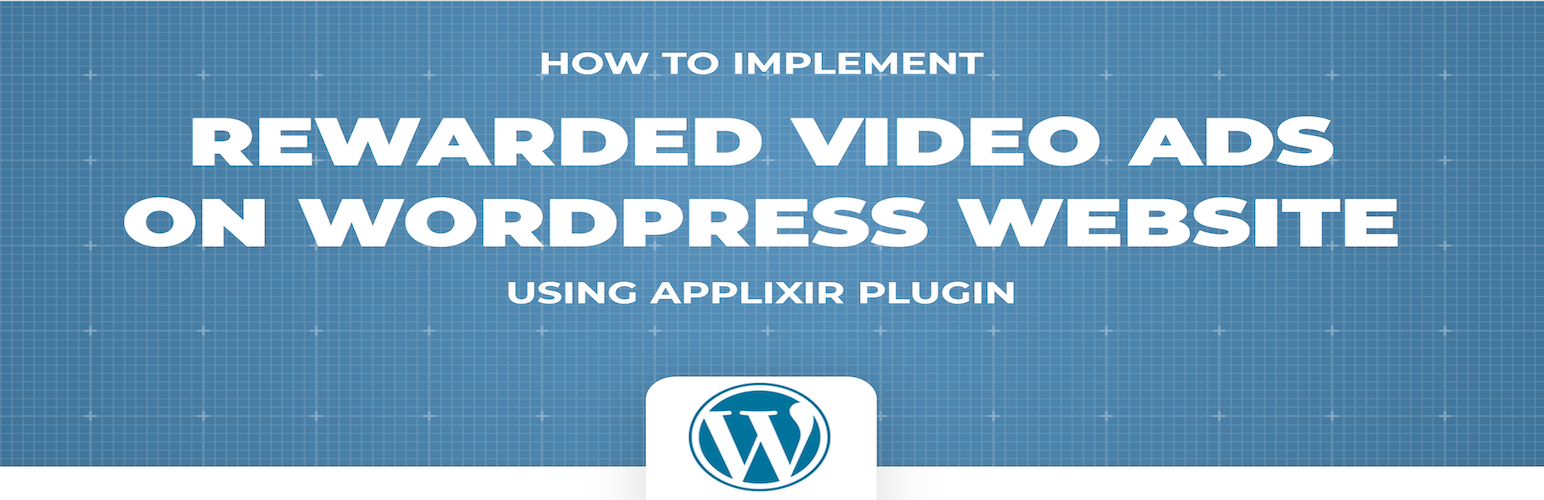 HOW TO IMPLEMENT
REWARDED VIDEO ADS
ON WORDPRESS WEBSITE
USING APPLIXIR PLUGIN
W